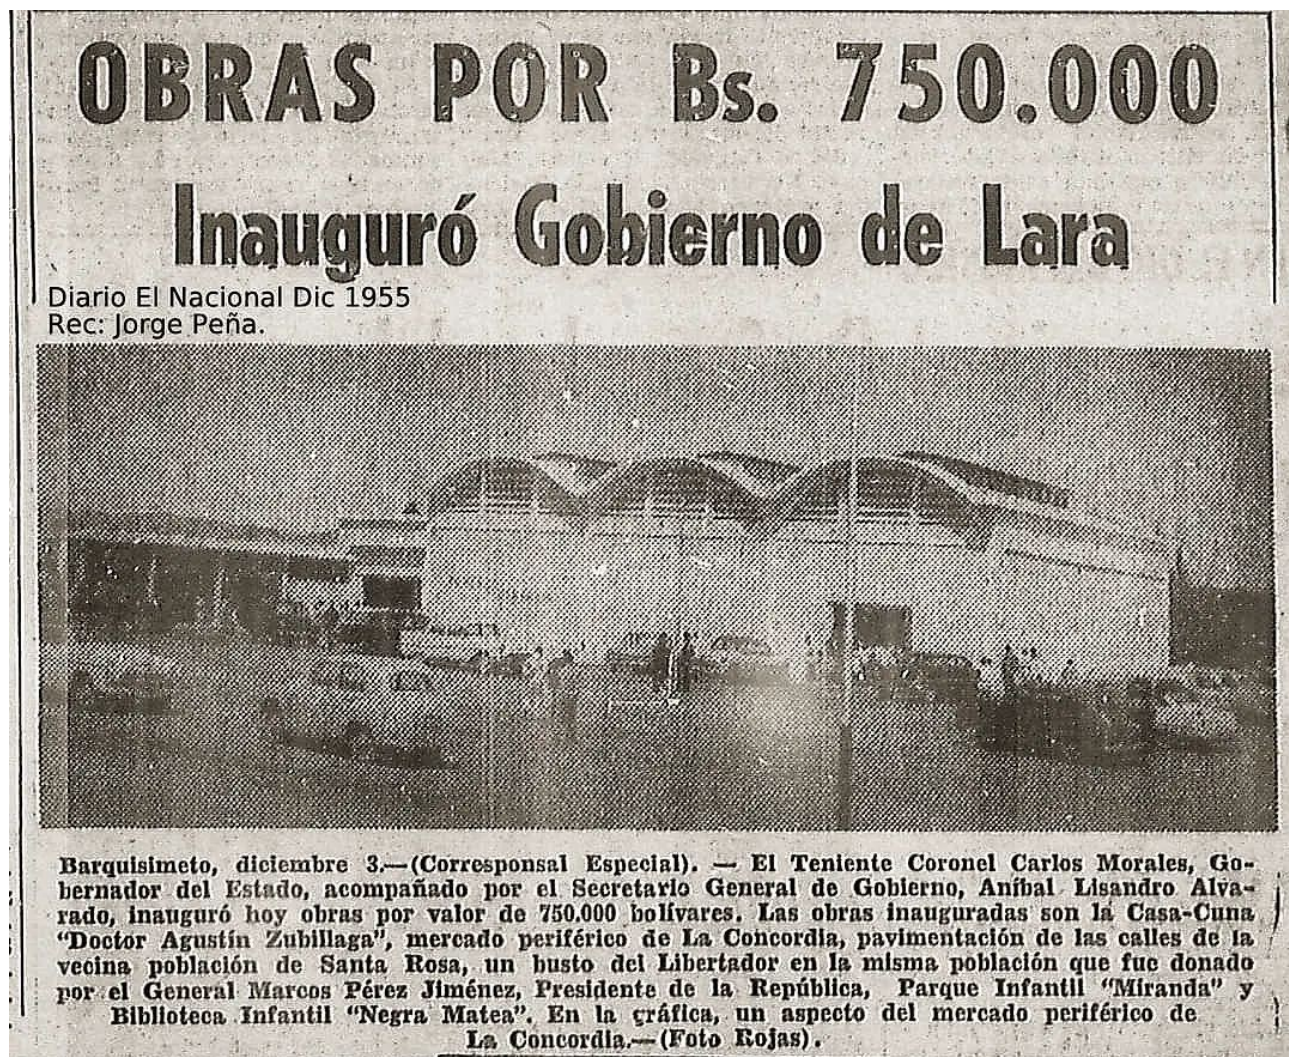 OBRAS POR Bs. 750.000
Inauguró Gobierno de Lara
Diario El Nacional Dic 1955
Rec: Jorge Peña.
Barquisimeto, diciembre 3.—(Corresponsal Especial). — El Teniente Coronel Carlos Morales, Go-
bernador del Estado, acompañado por el Secretario General de Gobierno, Aníbal Lisandro Alva-
rado, inauguró hoy obras por valor de 750.000 bolívares. Las obras inauguradas son la Casa-Cuna
"Doctor Agustín Zubillaga", mercado periférico de La Concordia, pavimentación de las calles de la
vecina población de Santa Rosa, un busto del Libertador en la misma población que fue donado
por el General Marcos Pérez Jiménez, Presidente de la República, Parque Infantil "Miranda" y
Biblioteca Infantil "Negra Matea". En la gráfica, un aspecto del mercado periférico de
La Concordia.—(Foto Rojas).